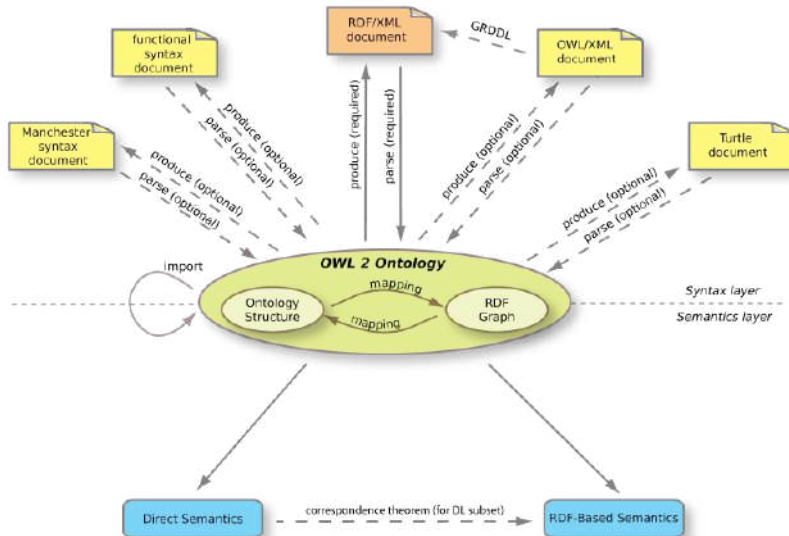 RDF/XML
document
functional
syntax
document
GRDDL
OWL/XML
document
Manchester
syntax
document
Turtle
document
produce (optional)
parse (optional)
produce (optional)
parse (optional)
produce (required)
parse (required)
produce (optional)
parse (optional)
produce (optional)
parse (optional)
OWL 2 Ontology
import
mapping
Ontology
Structure
RDF
Graph
mapping
Syntax layer
Semantics layer
Direct Semantics
correspondence theorem (for DL subset)
RDF-Based Semantics